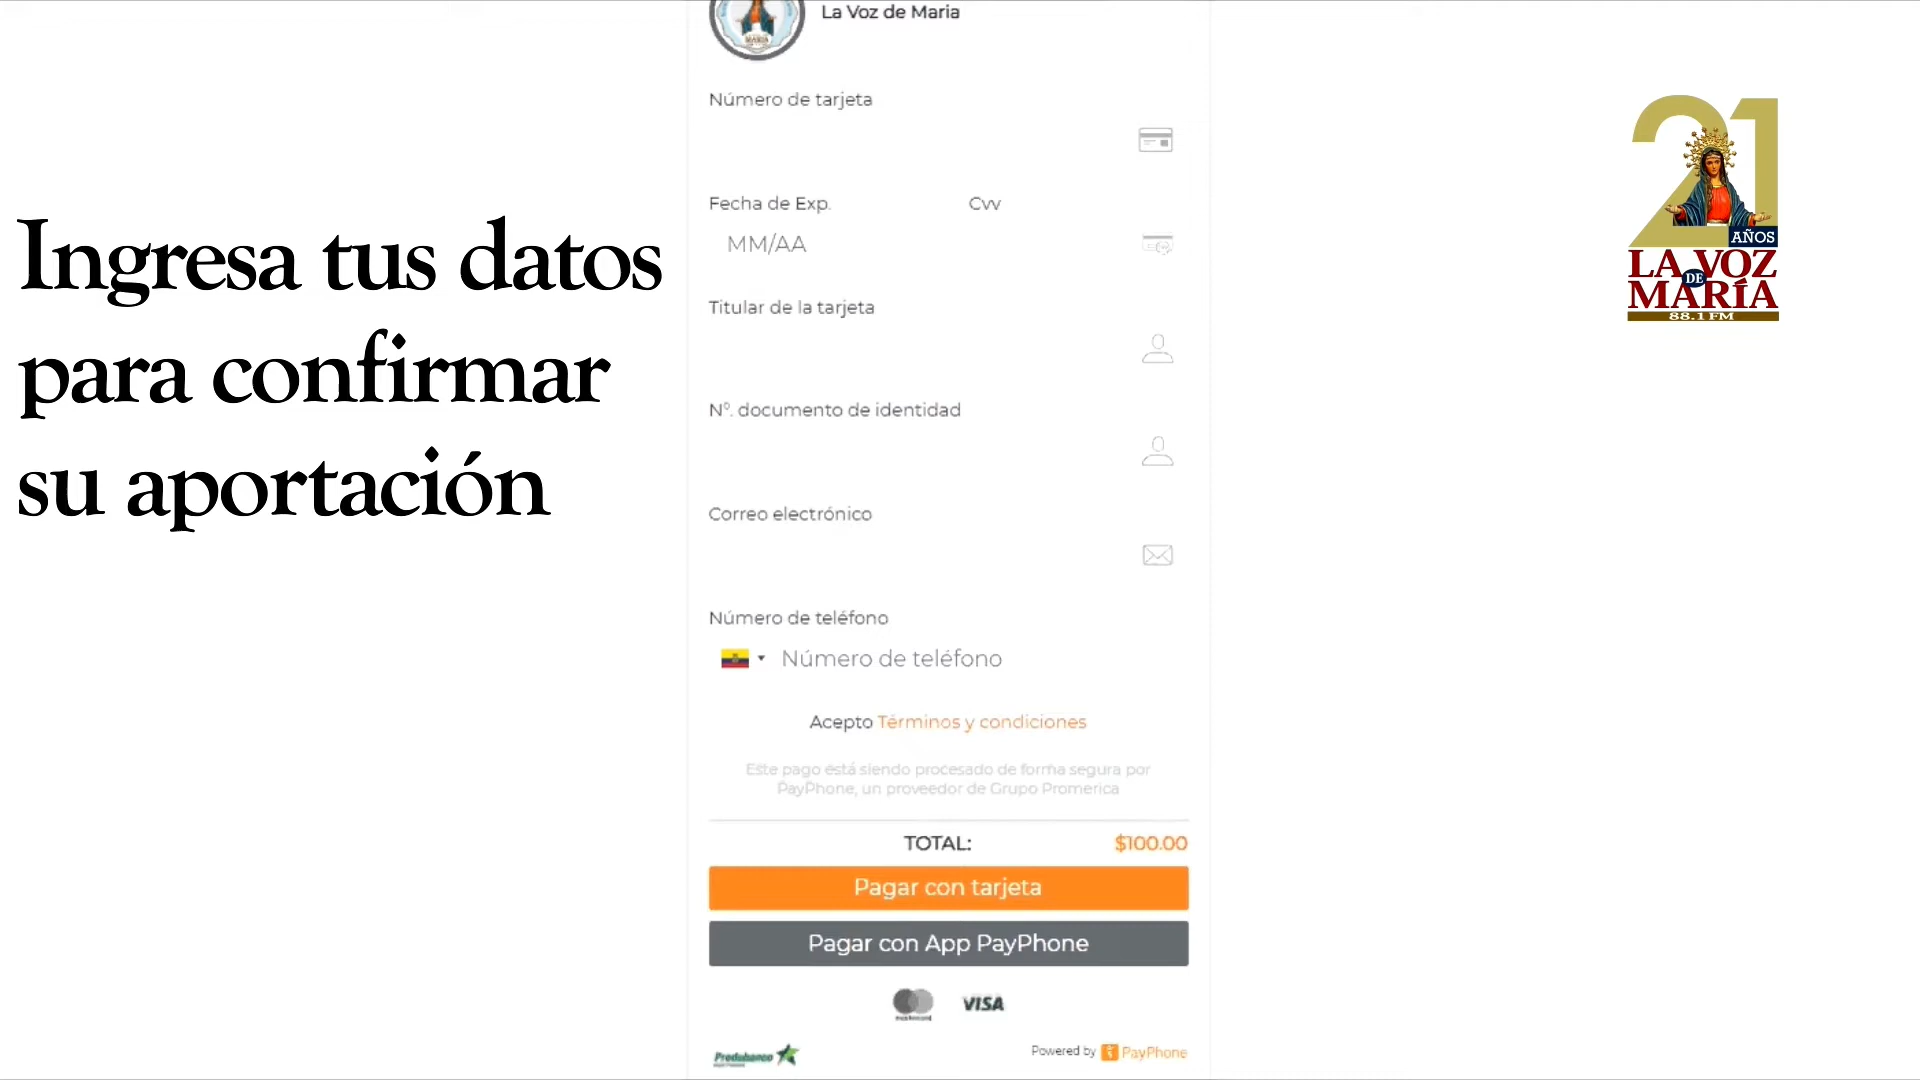 La Voz de Maria
Ingresa tus datos
para confirmar
su aportación
Número de tarjeta
Fecha de Exp.
Cvv
MM/AA
Titular de la tarjeta
Nº. documento de identidad
Correo electrónico
Número de teléfono
Número de teléfono
Acepto Términos y condiciones
Este pago está siendo procesado de forma segura por
PayPhone, un proveedor de Grupo Promerica
TOTAL:
$100.00
Pagar con tarjeta
Pagar con App PayPhone
mastercard
VISA
Produbanco
Powered by PayPhone
21
AÑOS
LA VOZ
DE
MARÍA
88.1 FM